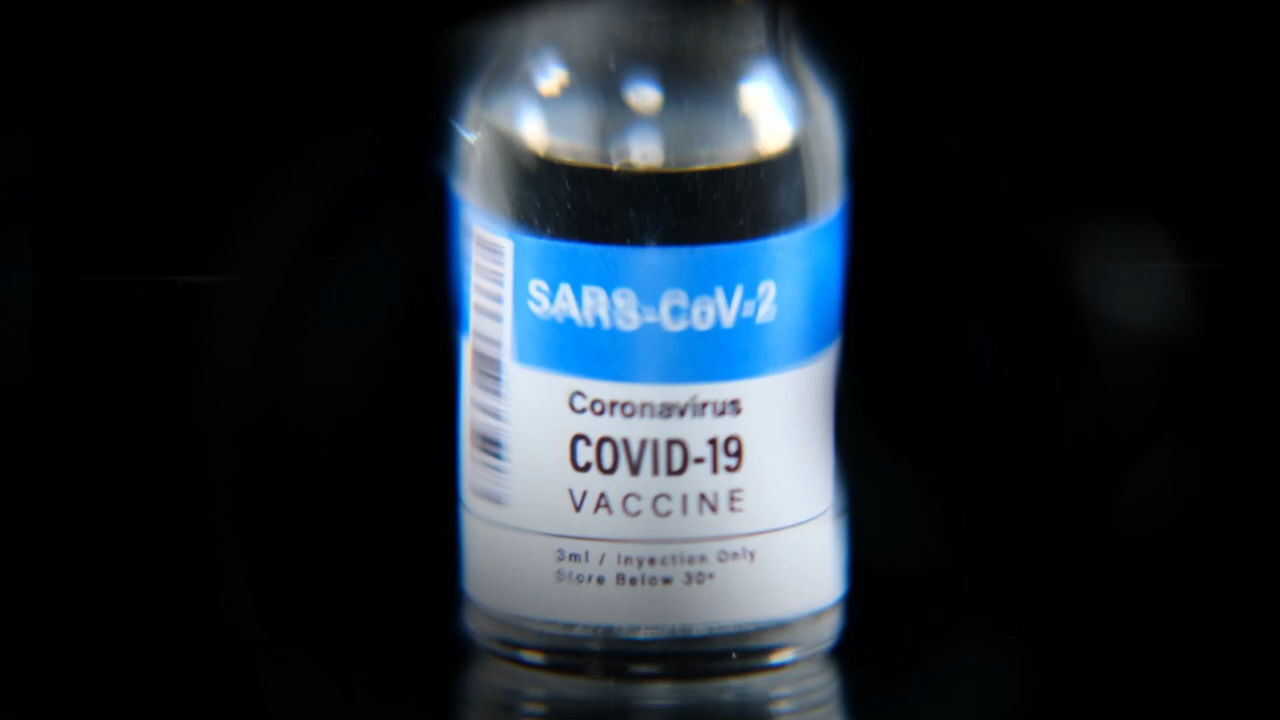 SARS-CoV-2
Coronavirus
COVID-19
VACCINE
3ml / Inyection Only
Store Below 30°